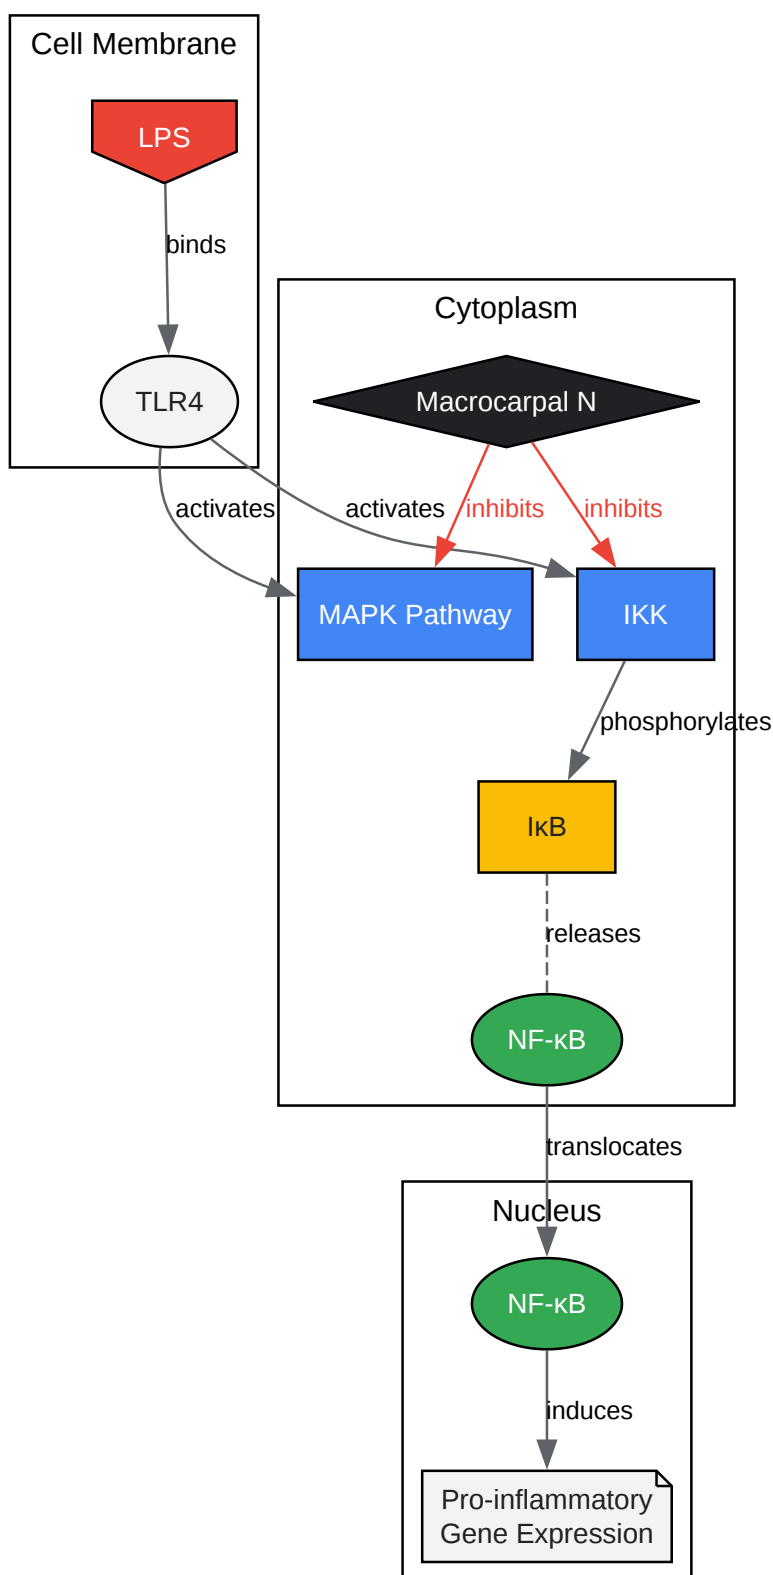 Cell Membrane
LPS
binds
Cytoplasm
TLR4
Macrocarpal N
activates
activates
inhibits
inhibits
MAPK Pathway
IKK
phosphorylates
IκB
releases
NF-κB
translocates
Nucleus
NF-κB
induces
Pro-inflammatory
Gene Expression